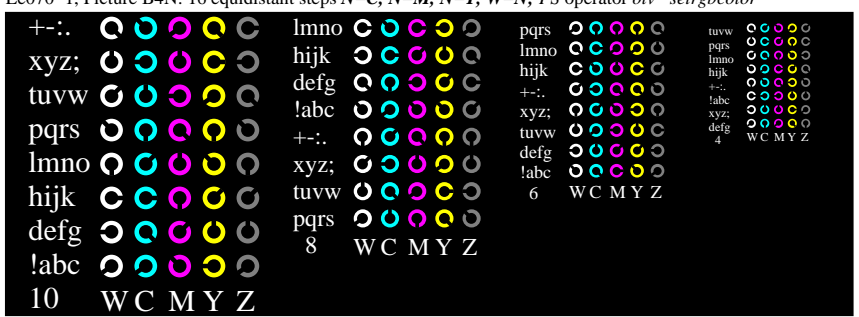 +-:.
xyz;
tuvw
pqrs
lmno
hijk
defg
!abc
10 W C M Y Z
lmno
hijk
defg
!abc
+-:.
xyz;
tuvw
pqrs
8 W C M Y Z
pqrs
lmno
hijk
+-:.
xyz;
tuvw
defg
!abc
6 W C M Y Z
tuvw
pqrs
lmno
hijk
+-:.
!abc
xyz;
defg
4 W C M Y Z